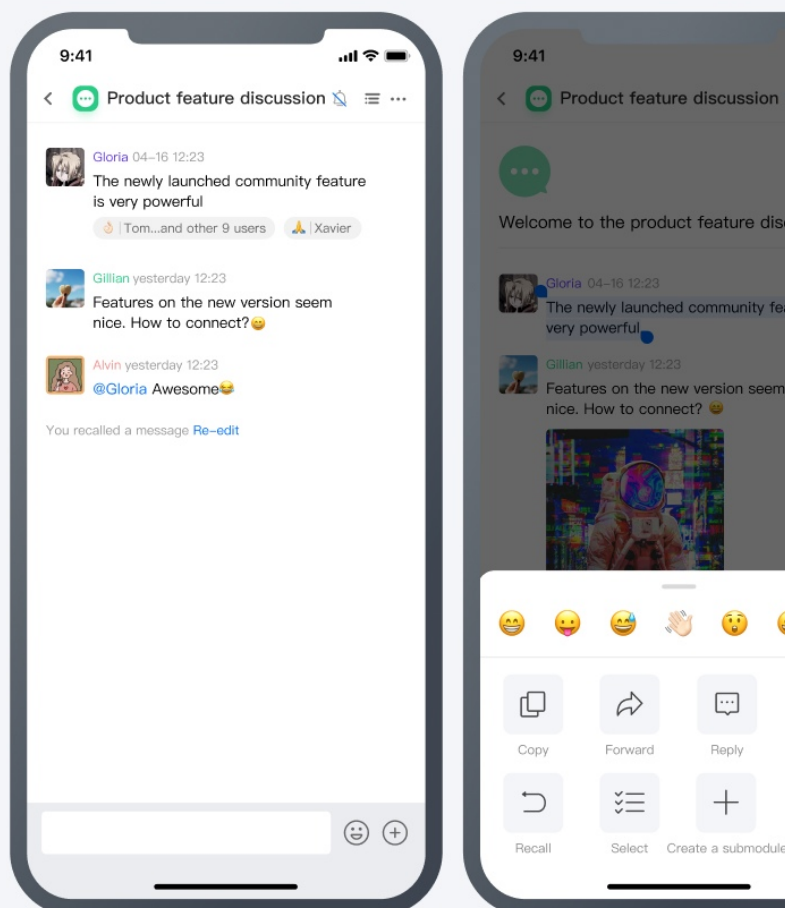 9:41
Product feature discussion
Gloria 04-16 12:23
The newly launched community feature
is very powerful
Tom...and other 9 users
Xavier
Gillian yesterday 12:23
Features on the new version seem
nice. How to connect?😄
Alvin yesterday 12:23
@Gloria Awesome😂
You recalled a message Re-edit
9:41
Product feature discussion
Welcome to the product feature
Gloria 04-16 12:23
The newly launched community
very powerful
Gillian yesterday 12:23
Features on the new version seem
nice. How to connect? 😄
Copy
Forward
Reply
Recall
Select
Create a submodule